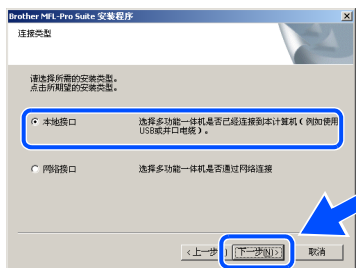 Brother MFL-Pro Suite 安装程序
连接类型
请选择所需的安装类型。
点击所期望的安装类型。
本地接口
选择多功能一体机是否已经连接到本计算机（例如使用
USB或并口电缆）。
网络接口
选择多功能一体机是否通过网络连接
<上一步
下一步(N)>
取消